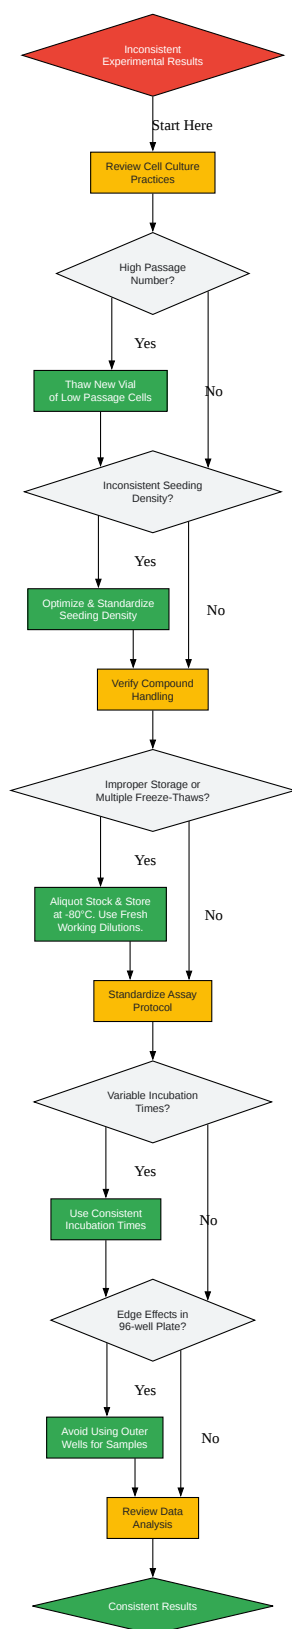 Inconsistent
Experimental Results
Start Here
Review Cell Culture
Practices
High Passage
Number?
Yes
Thaw New Vial
of Low Passage Cells
No
Inconsistent Seeding
Density?
Yes
Optimize & Standardize
Seeding Density
No
Verify Compound
Handling
Improper Storage or
Multiple Freeze-Thaws?
Yes
Aliquot Stock & Store
at -80°C. Use Fresh
Working Dilutions.
No
Standardize Assay
Protocol
Variable Incubation
Times?
Yes
Use Consistent
Incubation Times
No
Edge Effects in
96-well Plate?
Yes
Avoid Using Outer
Wells for Samples
No
Review Data
Analysis
Consistent Results